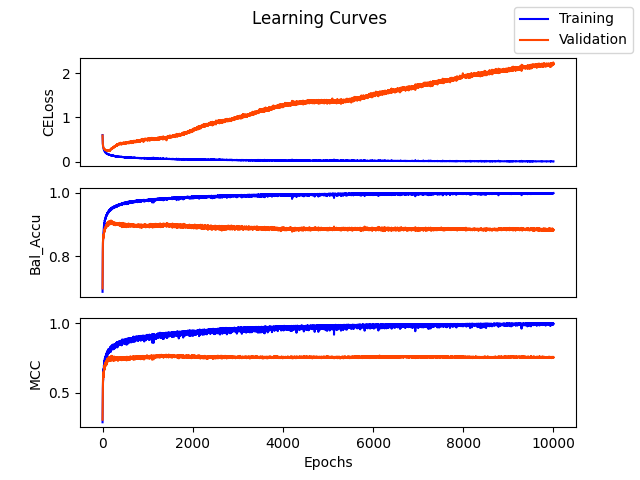 Learning Curves
Training
Validation
CELoss
2
1
0
Bal_Accu
1.0
0.8
MCC
1.0
0.5
0 2000 4000 6000 8000 10000
Epochs